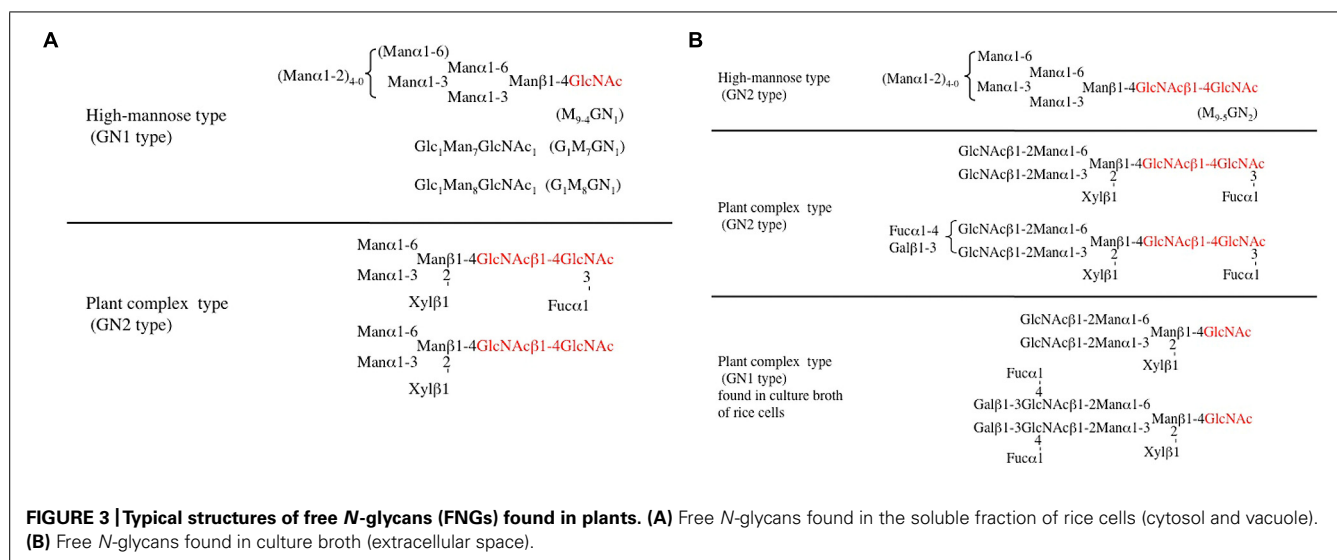 A
High-mannose type
(GN1 type)
(Manα1-2)4-0
(Manα1-6)
Manα1-6
Manα1-3
Manβ1-4GlcNAc
Manα1-3
(M9-4GN1)
Glc1Man7GlcNAc1 (G1M7GN1)
Glc1Man8GlcNAc1 (G1M8GN1)
Plant complex type
(GN2 type)
Manα1-6
Manβ1-4GlcNAcβ1-4GlcNAc
Manα1-3 2 3
Xylβ1 Fucα1
Manα1-6
Manβ1-4GlcNAcβ1-4GlcNAc
Manα1-3 2
Xylβ1
B
High-mannose type
(GN2 type)
(Manα1-2)4-0
Manα1-6
Manα1-6
Manα1-3
Manβ1-4GlcNAcβ1-4GlcNAc
Manα1-3
(M9-5GN2)
Plant complex type
(GN2 type)
GlcNAcβ1-2Manα1-6
Manβ1-4GlcNAcβ1-4GlcNAc
GlcNAcβ1-2Manα1-3 2 3
Xylβ1 Fucα1
Fucα1-4
Galβ1-3
GlcNAcβ1-2Manα1-6
Manβ1-4GlcNAcβ1-4GlcNAc
GlcNAcβ1-2Manα1-3 2 3
Xylβ1 Fucα1
Plant complex type
(GN1 type)
found in culture broth
of rice cells
GlcNAcβ1-2Manα1-6
Manβ1-4GlcNAc
GlcNAcβ1-2Manα1-3 2
Xylβ1
Fucα1
4
Galβ1-3GlcNAcβ1-2Manα1-6
Manβ1-4GlcNAc
Galβ1-3GlcNAcβ1-2Manα1-3 2
4
Xylβ1
Fucα1
FIGURE 3 | Typical structures of free N-glycans (FNGs) found in plants. (A) Free N-glycans found in the soluble fraction of rice cells (cytosol and vacuole).
(B) Free N-glycans found in culture broth (extracellular space).